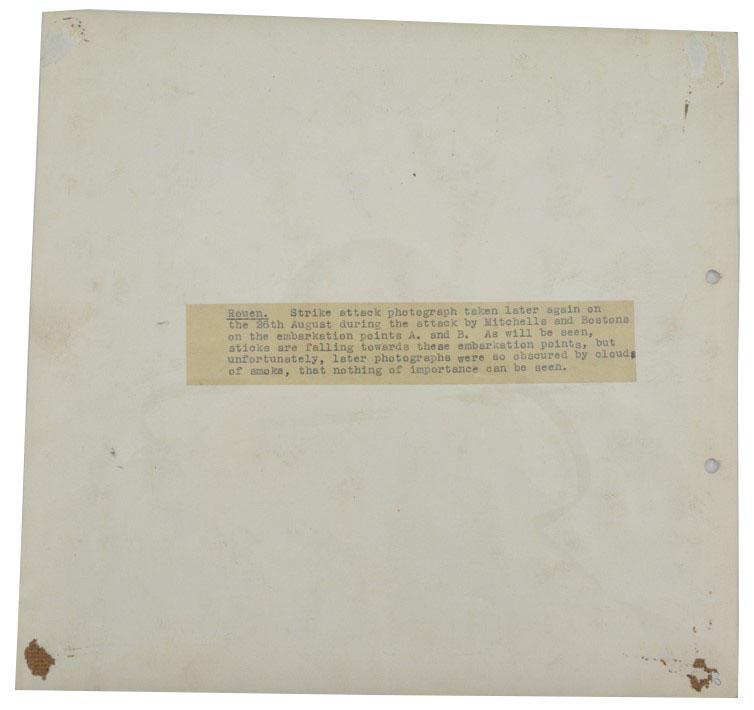 Rouen. Strike attack photograph taken later again on
the 26th August during the attack by Mitchells and Bostons
on the embarkation points A. and B. As will be seen,
sticks are falling towards these embarkation points, but
unfortunately, later photographs were so obscured by clouds
of smoke, that nothing of importance can be seen.